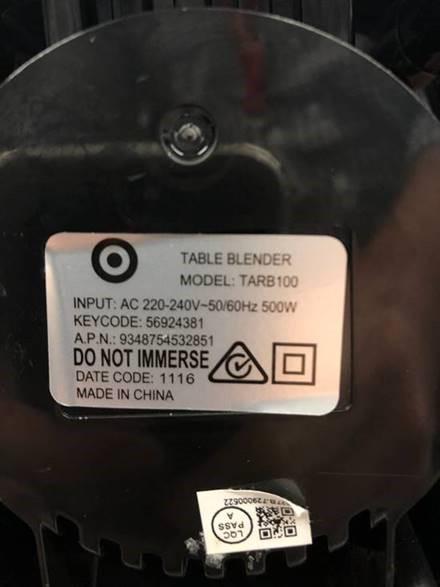 TABLE BLENDER
MODEL: TARB100
INPUT: AC 220-240V~50/60Hz 500W
KEYCODE: 56924381
A.P.N.: 9348754532851
DO NOT IMMERSE
DATE CODE: 1116
MADE IN CHINA
LQC
PASS
A